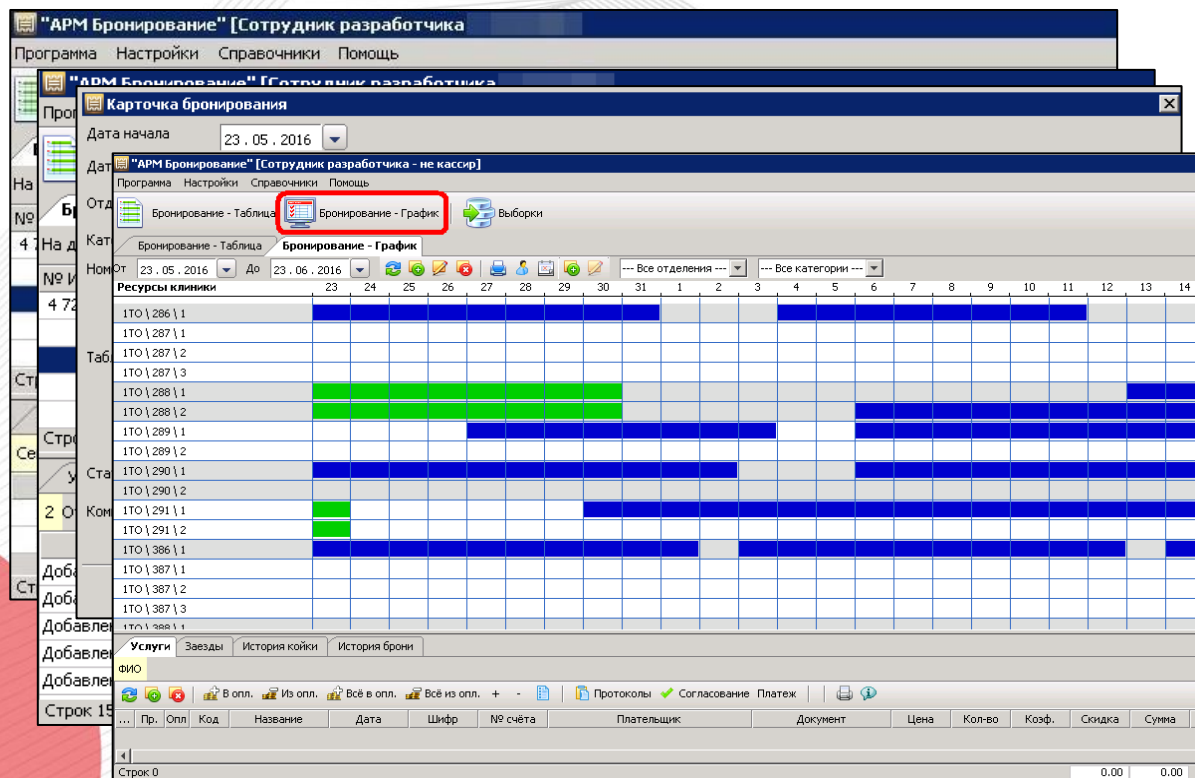 "АРМ Бронирование" [Сотрудник разработчика
Программа Настройки Справочники Помощь
"АРМ Бронирование" [Сотрудник разработчика
Карточка бронирования
Дата начала 23 . 05 . 2016
"АРМ Бронирование" [Сотрудник разработчика - не кассир]
Программа Настройки Справочники Помощь
Бронирование - Таблица Бронирование - График Выборки
Бронирование - Таблица Бронирование - График
От 23 . 05 . 2016 До 23 . 06 . 2016 --- Все отделения --- --- Все категории ---
Ресурсы клиники 23 24 25 26 27 28 29 30 31 1 2 3 4 5 6 7 8 9 10 11 12 13 14
1ТО \ 286 \ 1
1ТО \ 287 \ 1
1ТО \ 287 \ 2
1ТО \ 287 \ 3
1ТО \ 288 \ 1
1ТО \ 288 \ 2
1ТО \ 289 \ 1
1ТО \ 289 \ 2
1ТО \ 290 \ 1
1ТО \ 290 \ 2
1ТО \ 291 \ 1
1ТО \ 291 \ 2
1ТО \ 386 \ 1
1ТО \ 387 \ 1
1ТО \ 387 \ 2
1ТО \ 387 \ 3
1ТО \ 388 \ 1
Услуги Заезды История койки История брони
ФИО
В опл. Из опл. Всё в опл. Всё из опл. + - Протоколы Согласование Платеж
... Пр. Опл Код Название Дата Шифр № счёта Плательщик Документ Цена Кол-во Коэф. Скидка Сумма
Строк 0 0.00 0.00
Строк 15